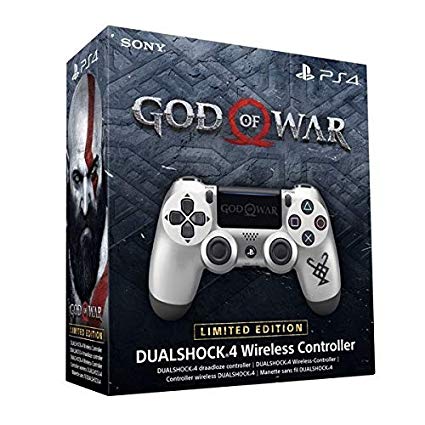 SONY
PS4
GOD OF WAR
GOD OF WAR
LIMITED EDITION
DUALSHOCK®4 Wireless Controller
DUALSHOCK®4 draadloze controller | DUALSHOCK®4 Wireless-Controller |
Controller wireless DUALSHOCK®4 | Manette sans fil DUALSHOCK®4
GOD OF WAR
LIMITED EDITION